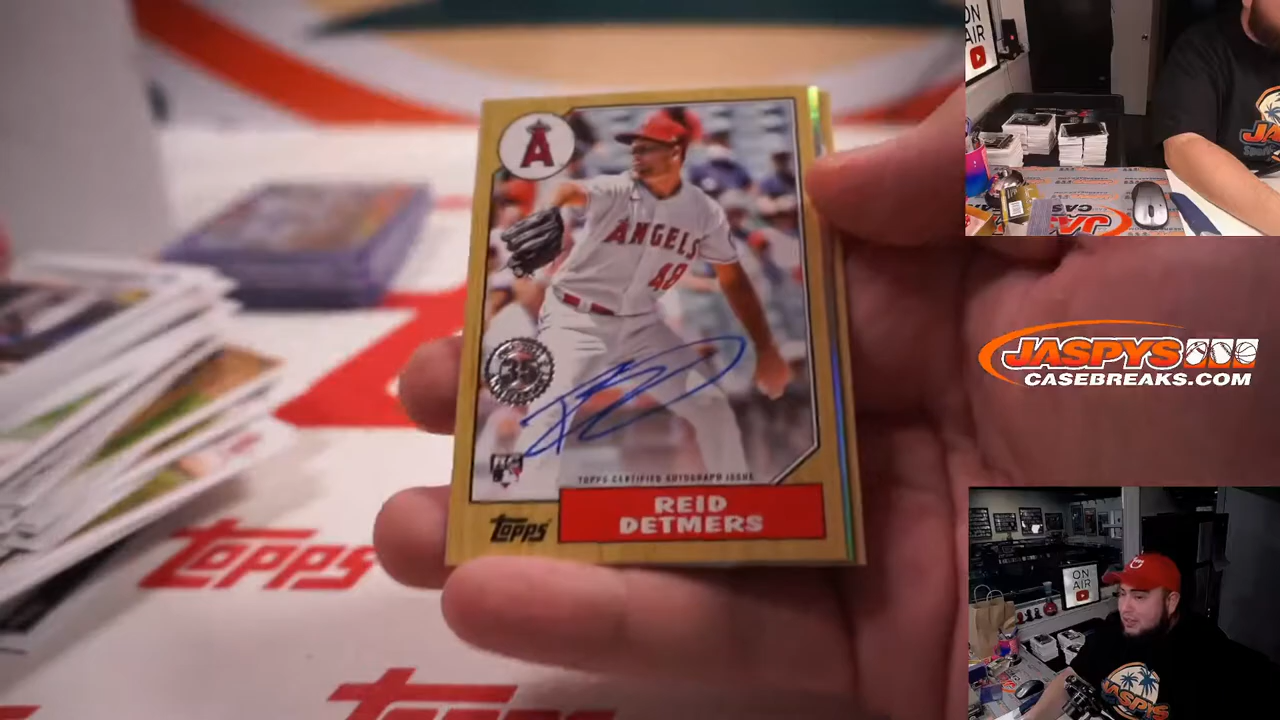 A
ANGELS
48
35
RC
TOPPS CERTIFIED AUTOGRAPH ISSUE
Topps
REID
DETMERS
Topps
Topps
ON
AIR
JASPYS
CASEBREAKS.COM
ON
AIR
JASPYS